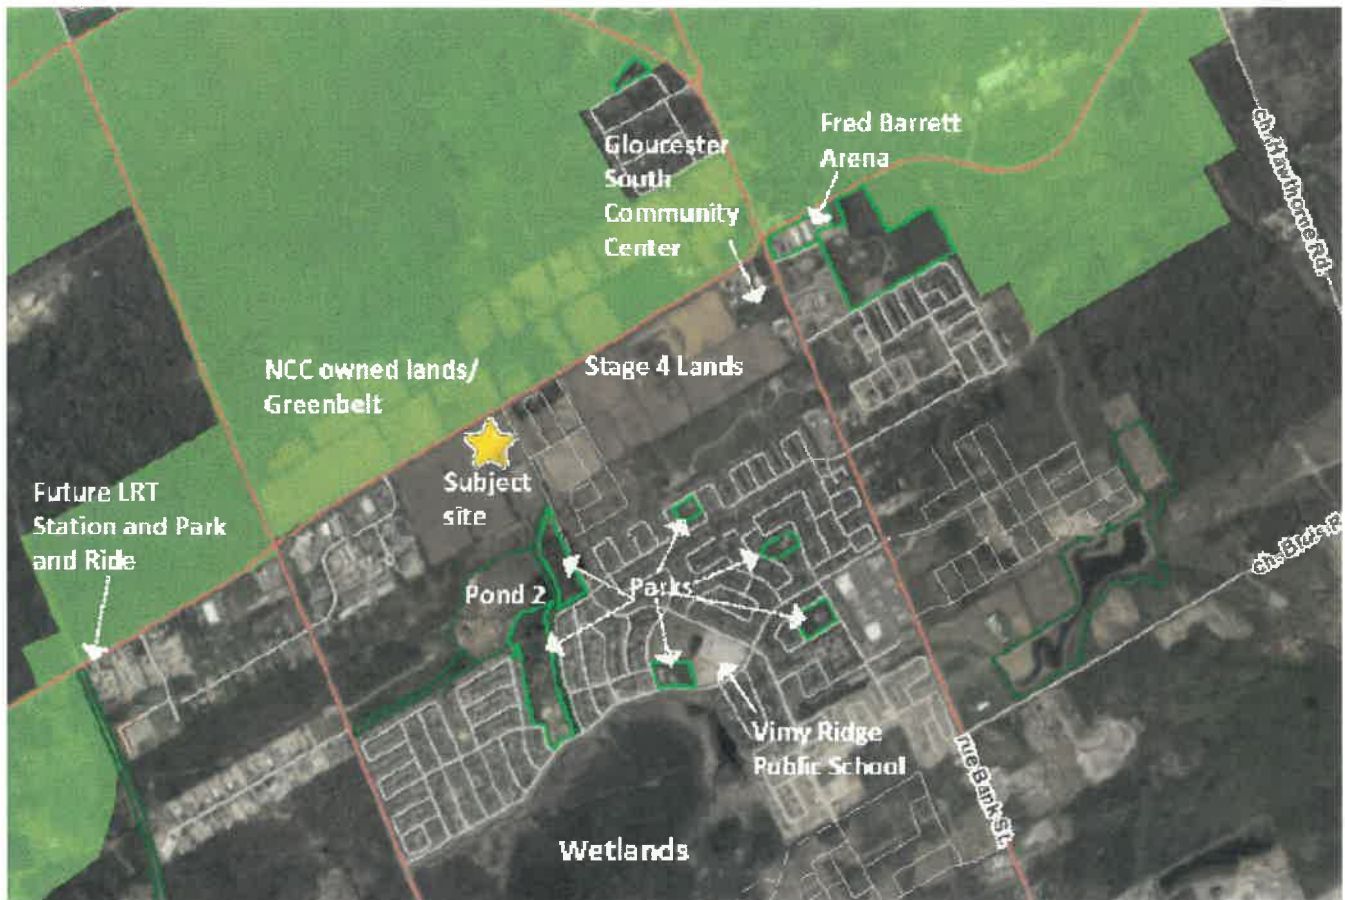 Fred Barrett
Arena
ch. Hawthorne Rd.
Gloucester
South
Community
Center
NCC owned lands/
Greenbelt
Stage 4 Lands
Subject
site
Future LRT
Station and Park
and Ride
Pond 2
Parks
Vimy Ridge
Public School
rue Bank St.
Wetlands